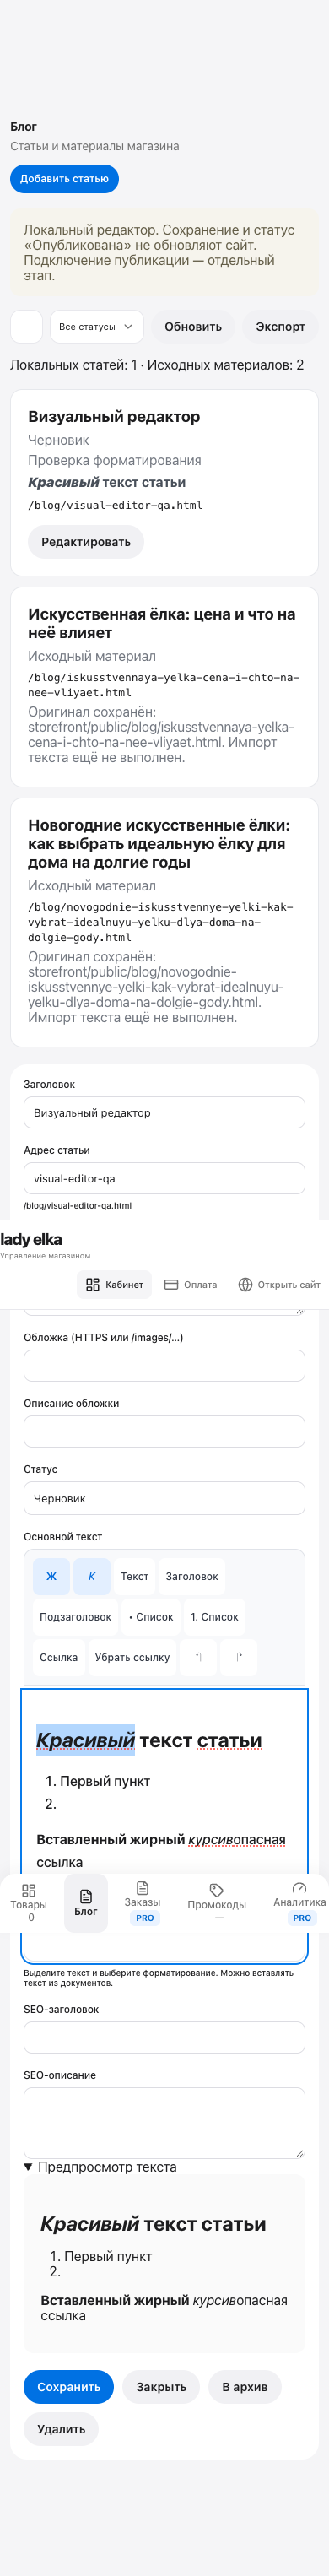 Блог
Статьи и материалы магазина
Добавить статью
Локальный редактор. Сохранение и статус
«Опубликована» не обновляют сайт.
Подключение публикации — отдельный
этап.
Все статусы
Обновить
Экспорт
Локальных статей: 1 · Исходных материалов: 2
Визуальный редактор
Черновик
Проверка форматирования
Красивый текст статьи
/blog/visual-editor-qa.html
Редактировать
Искусственная ёлка: цена и что на
неё влияет
Исходный материал
/blog/iskusstvennaya-yelka-cena-i-chto-na-
nee-vliyaet.html
Оригинал сохранён:
storefront/public/blog/iskusstvennaya-yelka-
cena-i-chto-na-nee-vliyaet.html. Импорт
текста ещё не выполнен.
Новогодние искусственные ёлки:
как выбрать идеальную ёлку для
дома на долгие годы
Исходный материал
/blog/novogodnie-iskusstvennye-yelki-kak-
vybrat-idealnuyu-yelku-dlya-doma-na-
dolgie-gody.html
Оригинал сохранён:
storefront/public/blog/novogodnie-
iskusstvennye-yelki-kak-vybrat-idealnuyu-
yelku-dlya-doma-na-dolgie-gody.html.
Импорт текста ещё не выполнен.
Заголовок
Визуальный редактор
Адрес статьи
visual-editor-qa
/blog/visual-editor-qa.html
lady elka
Управление магазином
Кабинет
Оплата
Открыть сайт
Обложка (HTTPS или /images/...)
Описание обложки
Статус
Черновик
Основной текст
Ж
К
Текст
Заголовок
Подзаголовок
• Список
1. Список
Ссылка
Убрать ссылку
Красивый текст статьи
1. Первый пункт
2.
Вставленный жирный курсивопасная
ссылка
Товары
0
Блог
Заказы
PRO
Промокоды
—
Аналитика
PRO
Выделите текст и выберите форматирование. Можно вставлять
текст из документов.
SEO-заголовок
SEO-описание
▼ Предпросмотр текста
Красивый текст статьи
1. Первый пункт
2.
Вставленный жирный курсивопасная
ссылка
Сохранить
Закрыть
В архив
Удалить